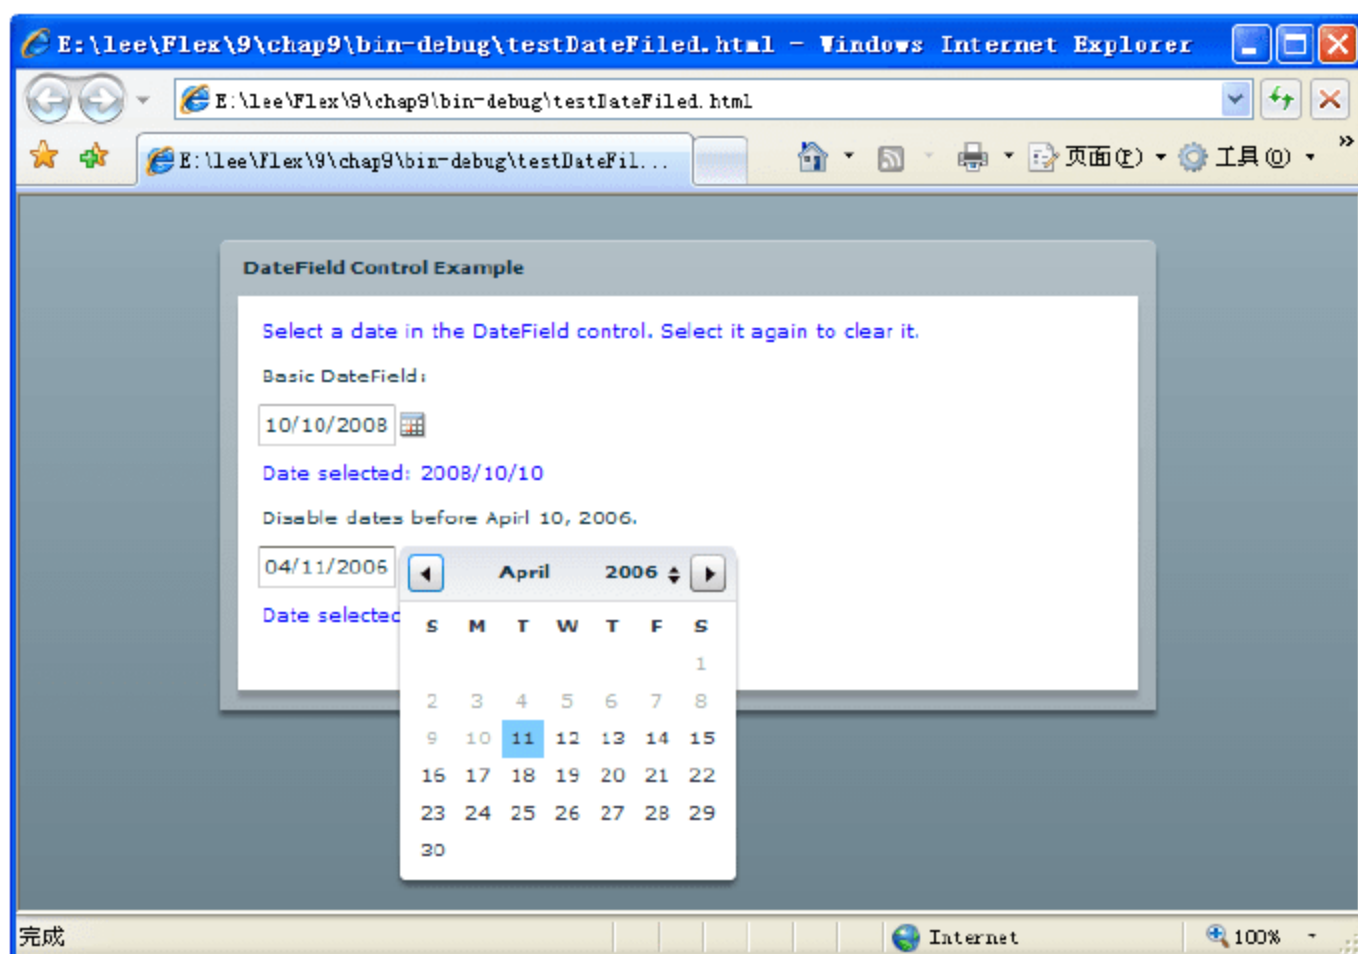 E:\lee\Flex\9\chap9\bin-debug\testDateFiled.html - Windows Internet Explorer
E:\lee\Flex\9\chap9\bin-debug\testDateFiled.html
E:\lee\Flex\9\chap9\bin-debug\testDateFil...
页面(P)
工具(O)
»
DateField Control Example
Select a date in the DateField control. Select it again to clear it.
Basic DateField:
10/10/2008
Date selected: 2008/10/10
Disable dates before Apirl 10, 2006.
04/11/2006
April 2006
Date selected
S M T W T F S
1
2 3 4 5 6 7 8
9 10 11 12 13 14 15
16 17 18 19 20 21 22
23 24 25 26 27 28 29
30
完成
Internet
100%